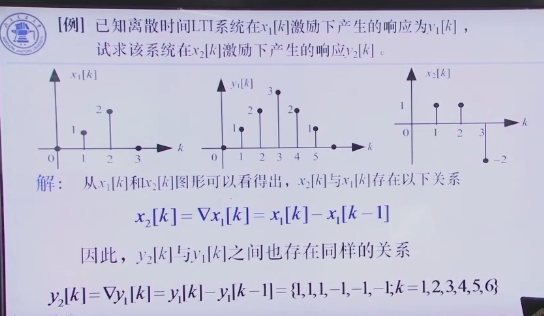 [例] 已知离散时间LTI系统在x₁[k]激励下产生的响应为y₁[k]，
试求该系统在x₂[k]激励下产生的响应y₂[k]。
x₁[k]
2
1
0 1 2 3 k
y₁[k]
3
2 2
1 1
0 1 2 3 4 5 k
x₂[k]
1
0 1 2 3 k
-2
解： 从x₁[k]和x₂[k]图形可以看得出，x₂[k]与x₁[k]存在以下关系
x₂[k]=∇x₁[k]=x₁[k]−x₁[k−1]
因此，y₂[k]与y₁[k]之间也存在同样的关系
y₂[k]=∇y₁[k]=y₁[k]−y₁[k−1]={1,1,1,−1,−1,−1;k=1,2,3,4,5,6}